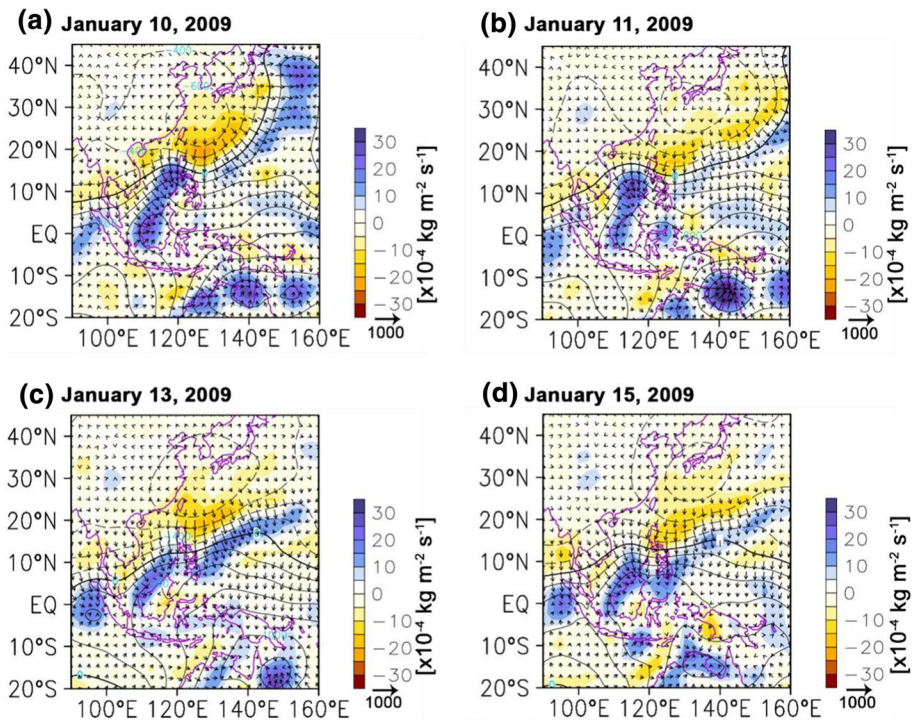 (a) January 10, 2009
40°N
30°N
20°N
10°N
EQ
10°S
20°S
100°E 120°E 140°E 160°E
30
20
10
0
−10
−20
−30
[x10⁻⁴ kg m⁻² s⁻¹]
1000
(b) January 11, 2009
40°N
30°N
20°N
10°N
EQ
10°S
20°S
100°E 120°E 140°E 160°E
30
20
10
0
−10
−20
−30
[x10⁻⁴ kg m⁻² s⁻¹]
1000
(c) January 13, 2009
40°N
30°N
20°N
10°N
EQ
10°S
20°S
100°E 120°E 140°E 160°E
30
20
10
0
−10
−20
−30
[x10⁻⁴ kg m⁻² s⁻¹]
1000
(d) January 15, 2009
40°N
30°N
20°N
10°N
EQ
10°S
20°S
100°E 120°E 140°E 160°E
30
20
10
0
−10
−20
−30
[x10⁻⁴ kg m⁻² s⁻¹]
1000